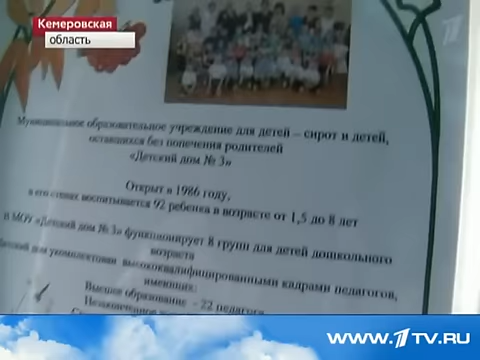 Кемеровская
область
Муниципальное образовательное учреждение для детей – сирот и детей,
оставшихся без попечения родителей
«Детский дом № 3»
Открыт в 1986 году,
в его стенах воспитывается 92 ребенка в возрасте от 1,5 до 8 лет
В МОУ «Детский дом № 3» функционирует 8 групп для детей дошкольного
возраста
Детский дом укомплектован высококвалифицированными кадрами педагогов,
имеющих:
Высшее образование - 22 педагога
Незаконченное
WWW.1TV.RU